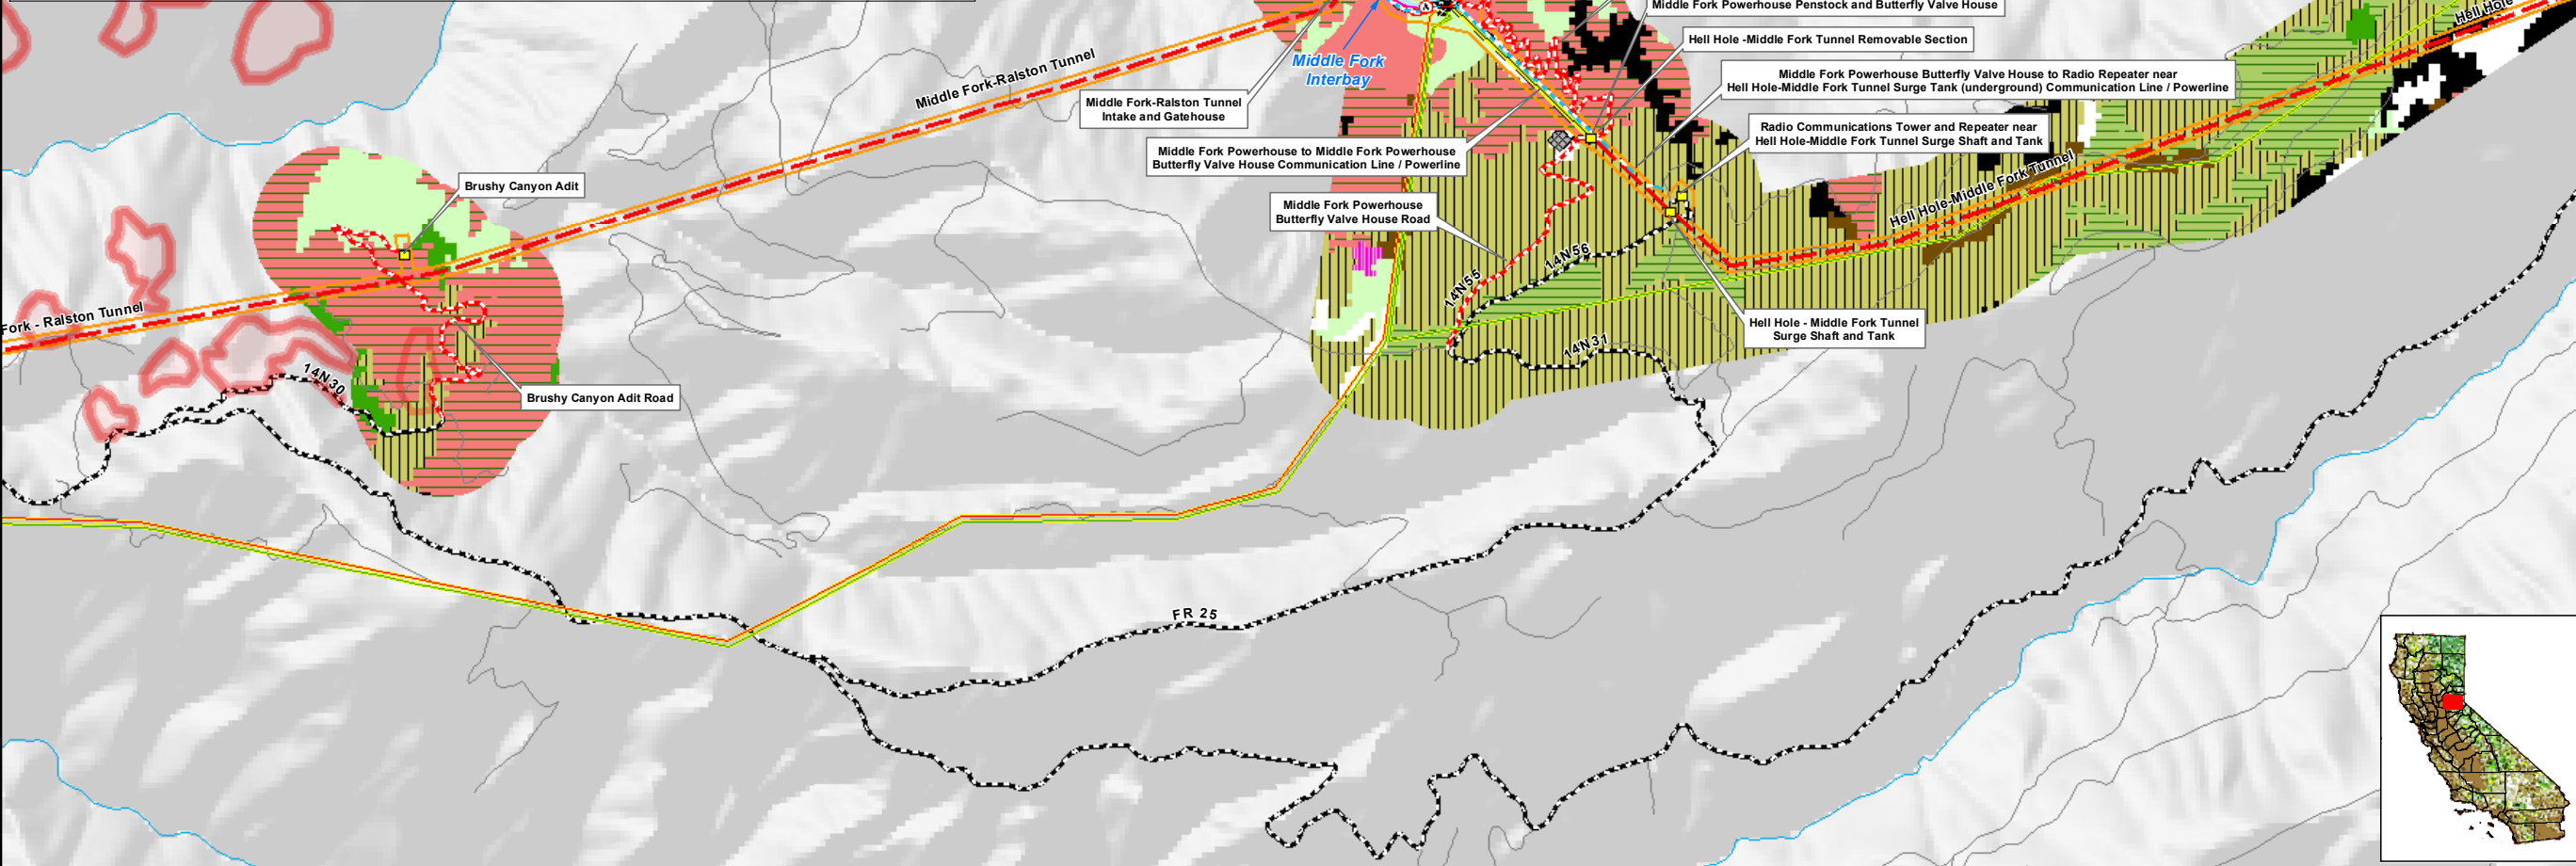 Middle Fork Powerhouse Penstock and Butterfly Valve House
Hell Hole
Hell Hole -Middle Fork Tunnel Removable Section
Middle Fork
Interbay
A
Middle Fork-Ralston Tunnel
Middle Fork Powerhouse Butterfly Valve House to Radio Repeater near
Hell Hole-Middle Fork Tunnel Surge Tank (underground) Communication Line / Powerline
Middle Fork-Ralston Tunnel
Intake and Gatehouse
Radio Communications Tower and Repeater near
Hell Hole-Middle Fork Tunnel Surge Shaft and Tank
Middle Fork Powerhouse to Middle Fork Powerhouse
Butterfly Valve House Communication Line / Powerline
Brushy Canyon Adit
Hell Hole-Middle Fork Tunnel
Middle Fork Powerhouse
Butterfly Valve House Road
14N56
14N55
Fork - Ralston Tunnel
Hell Hole - Middle Fork Tunnel
Surge Shaft and Tank
14N31
14N30
Brushy Canyon Adit Road
FR 25